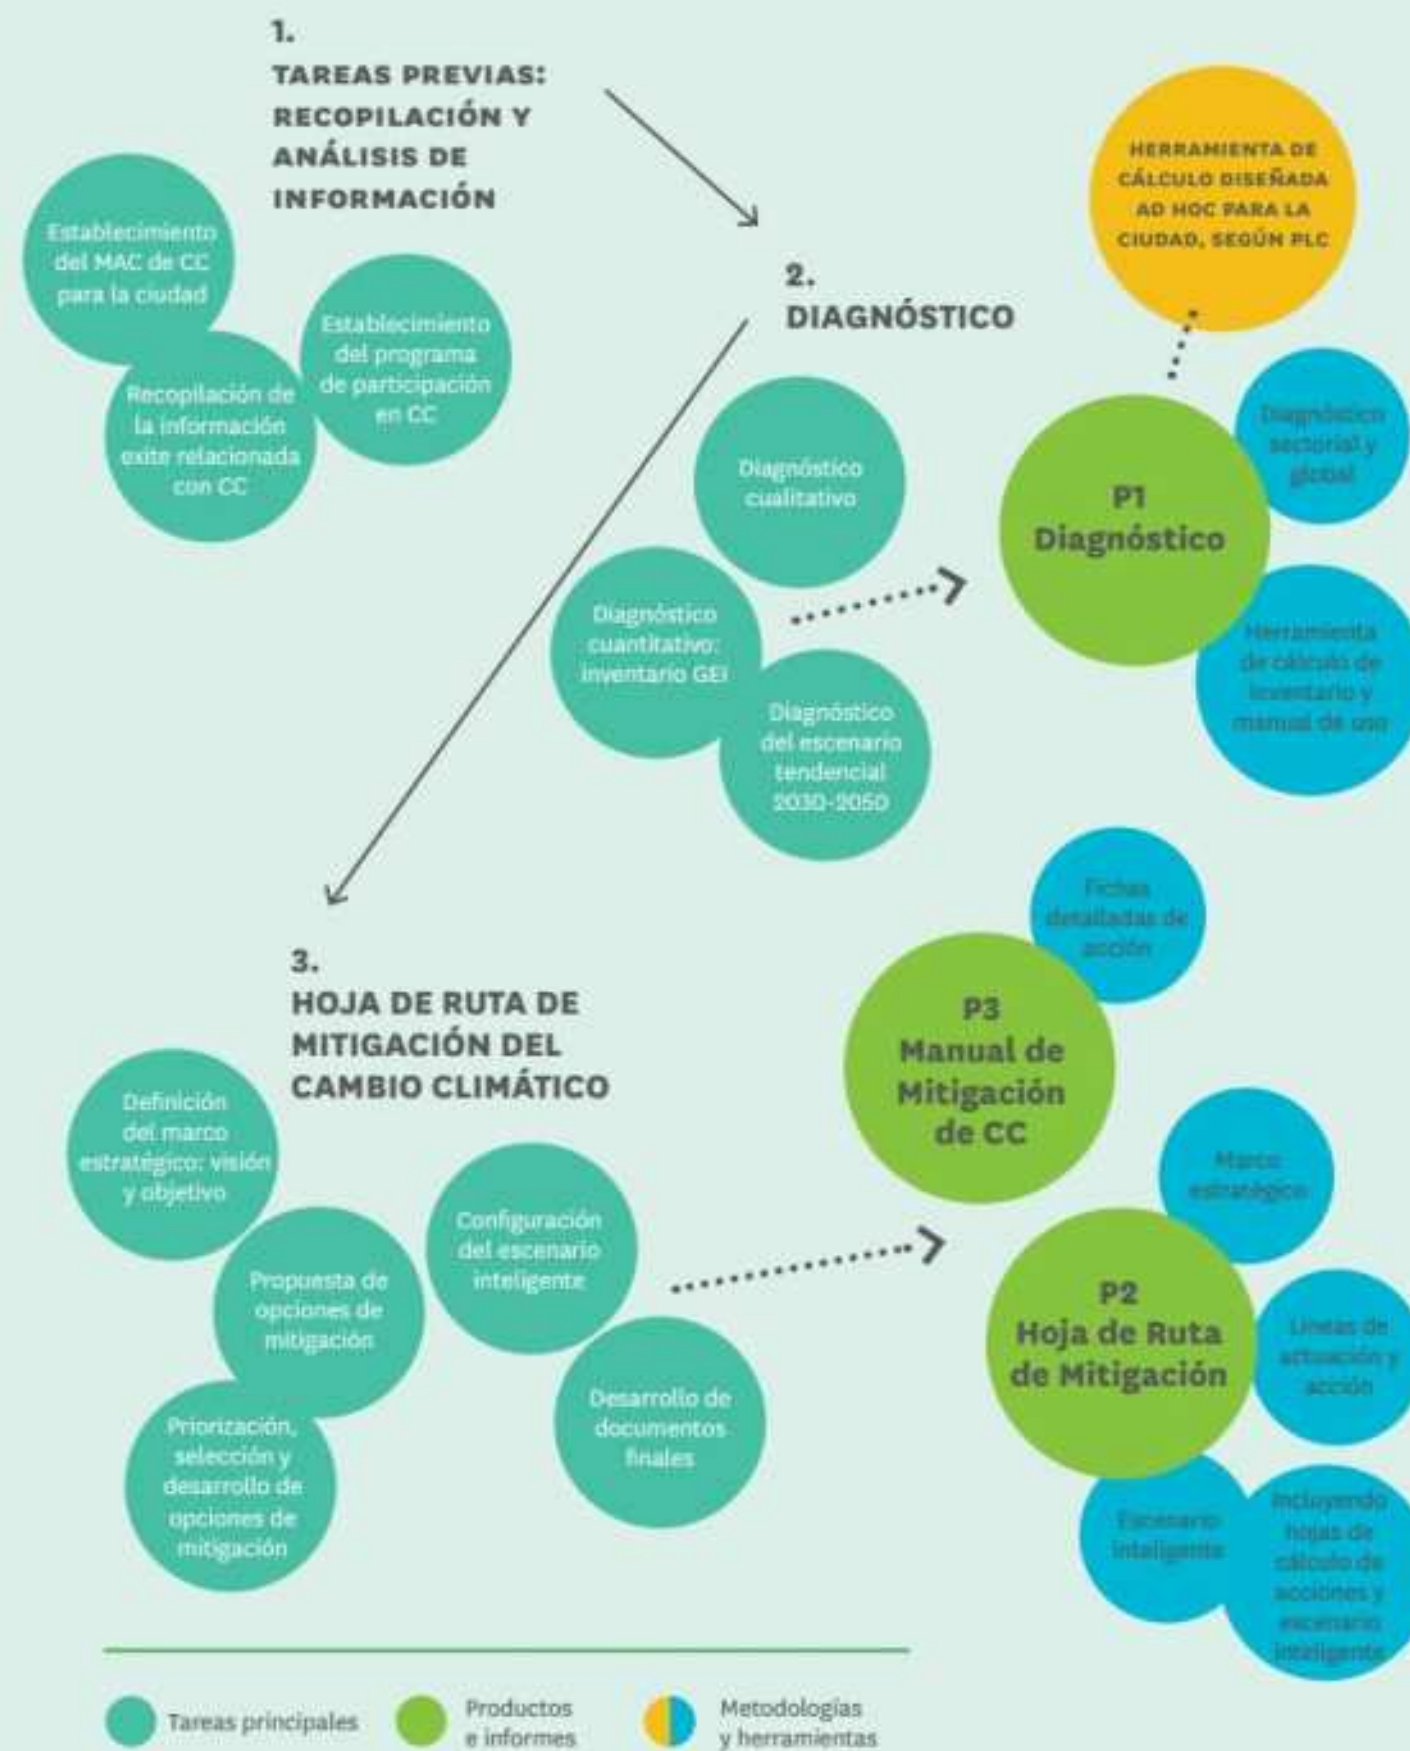 1.
TAREAS PREVIAS:
RECOPILACIÓN Y
ANÁLISIS DE
INFORMACIÓN
Establecimiento
del MAC de CC
para la ciudad
Recopilación de
la información
exite relacionada
con CC
Establecimiento
del programa
de participación
en CC
2.
DIAGNÓSTICO
Diagnóstico
cualitativo
Diagnóstico
cuantitativo:
inventario GEI
Diagnóstico
del escenario
tendencial
2030-2050
HERRAMIENTA DE
CÁLCULO DISEÑADA
AD HOC PARA LA
CIUDAD, SEGÚN PLC
P1
Diagnóstico
Diagnóstico
sectorial y
global
Herramienta
de cálculo de
inventario y
manual de uso
3.
HOJA DE RUTA DE
MITIGACIÓN DEL
CAMBIO CLIMÁTICO
Definición
del marco
estratégico: visión
y objetivo
Propuesta de
opciones de
mitigación
Priorización,
selección y
desarrollo de
opciones de
mitigación
Configuración
del escenario
inteligente
Desarrollo de
documentos
finales
Fichas
detalladas de
acción
P3
Manual de
Mitigación
de CC
Marco
estratégico
P2
Hoja de Ruta
de Mitigación
Líneas de
actuación y
acción
Escenario
inteligente
Incluyendo
hojas de
cálculo de
acciones y
escenario
inteligente
Tareas principales
Productos
e informes
Metodologías
y herramientas